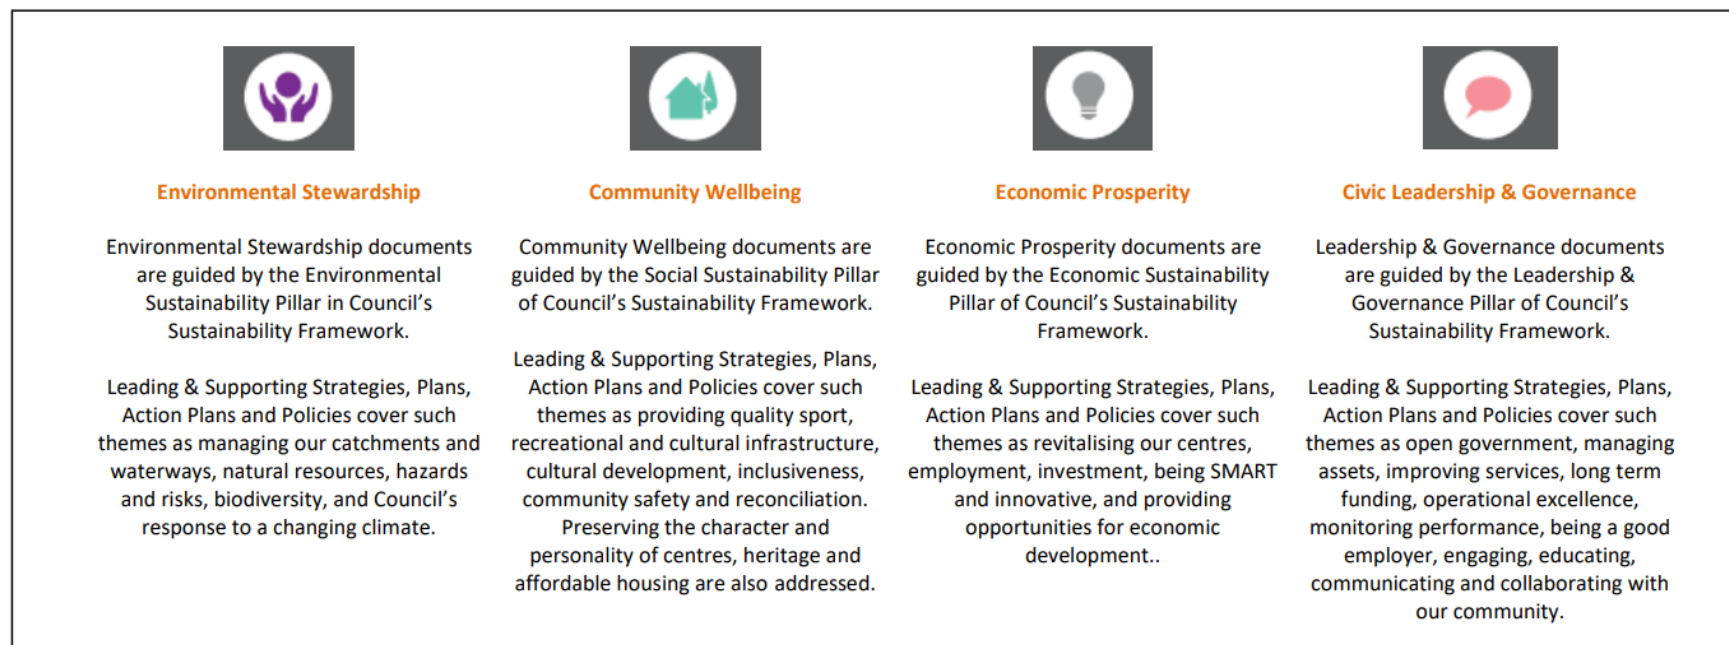 Environmental Stewardship
Environmental Stewardship documents
are guided by the Environmental
Sustainability Pillar in Council's
Sustainability Framework.
Leading & Supporting Strategies, Plans,
Action Plans and Policies cover such
themes as managing our catchments and
waterways, natural resources, hazards
and risks, biodiversity, and Council's
response to a changing climate.
Community Wellbeing
Community Wellbeing documents are
guided by the Social Sustainability Pillar
of Council's Sustainability Framework.
Leading & Supporting Strategies, Plans,
Action Plans and Policies cover such
themes as providing quality sport,
recreational and cultural infrastructure,
cultural development, inclusiveness,
community safety and reconciliation.
Preserving the character and
personality of centres, heritage and
affordable housing are also addressed.
Economic Prosperity
Economic Prosperity documents are
guided by the Economic Sustainability
Pillar of Council's Sustainability
Framework.
Leading & Supporting Strategies, Plans,
Action Plans and Policies cover such
themes as revitalising our centres,
employment, investment, being SMART
and innovative, and providing
opportunities for economic
development..
Civic Leadership & Governance
Leadership & Governance documents
are guided by the Leadership &
Governance Pillar of Council's
Sustainability Framework.
Leading & Supporting Strategies, Plans,
Action Plans and Policies cover such
themes as open government, managing
assets, improving services, long term
funding, operational excellence,
monitoring performance, being a good
employer, engaging, educating,
communicating and collaborating with
our community.